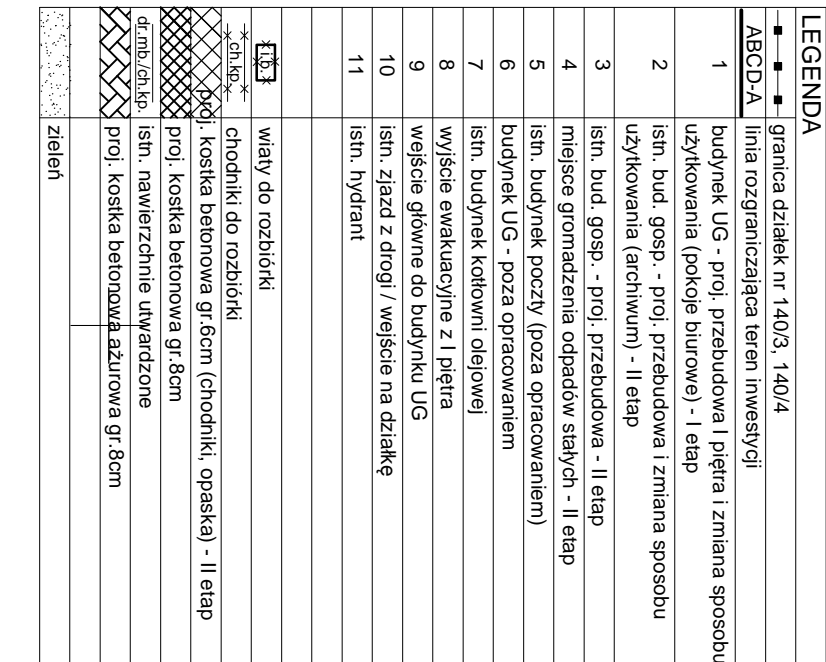 LEGENDA
granica działek nr 140/3, 140/4
ABCD-A linia rozgraniczająca teren inwestycji
1 budynek UG - proj. przebudowa I piętra i zmiana sposobu
użytkowania (pokoje biurowe) - I etap
2 istn. bud. gosp. - proj. przebudowa i zmiana sposobu
użytkowania (archiwum) - II etap
3 istn. bud. gosp. - proj. przebudowa - II etap
4 miejsce gromadzenia odpadów stałych - II etap
5 istn. budynek poczty (poza opracowaniem)
6 budynek UG - poza opracowaniem
7 istn. budynek kotłowni olejowej
8 wyjście ewakuacyjne z I piętra
9 wejście główne do budynku UG
10 istn. zjazd z drogi / wejście na działkę
11 istn. hydrant
wiaty do rozbiórki
ch.kp. chodniki do rozbiórki
proj. kostka betonowa gr.6cm (chodniki, opaska) - II etap
proj. kostka betonowa gr.8cm
dr.mb./ch.kp. istn. nawierzchnie utwardzone
proj. kostka betonowa ażurowa gr.8cm
zieleń